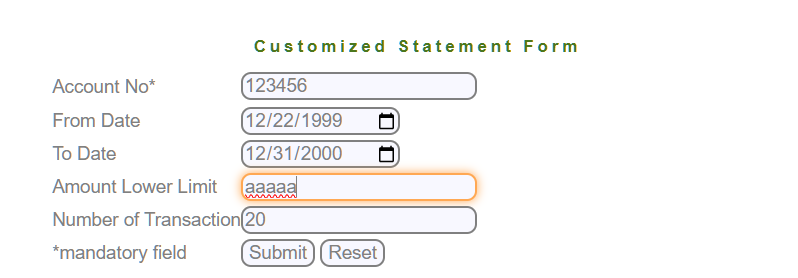 Customized Statement Form
Account No* 123456
From Date 12/22/1999
To Date 12/31/2000
Amount Lower Limit aaaaa
Number of Transaction 20
*mandatory field Submit Reset